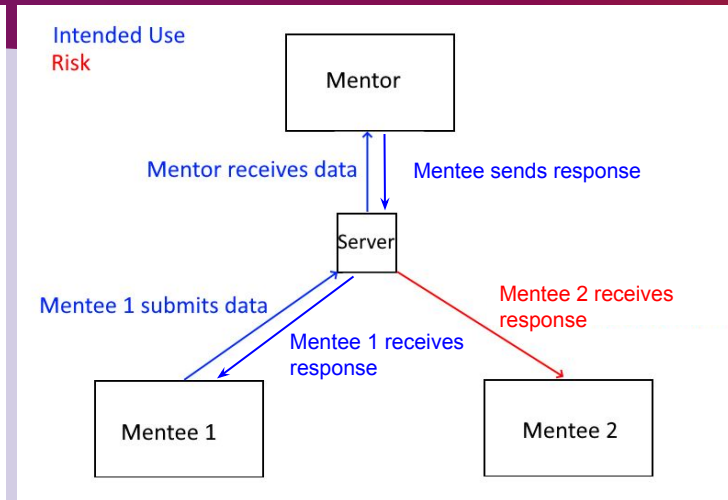 Intended Use
Risk
Mentor
Mentor receives data
Mentee sends response
Server
Mentee 1 submits data
Mentee 2 receives
response
Mentee 1 receives
response
Mentee 1
Mentee 2